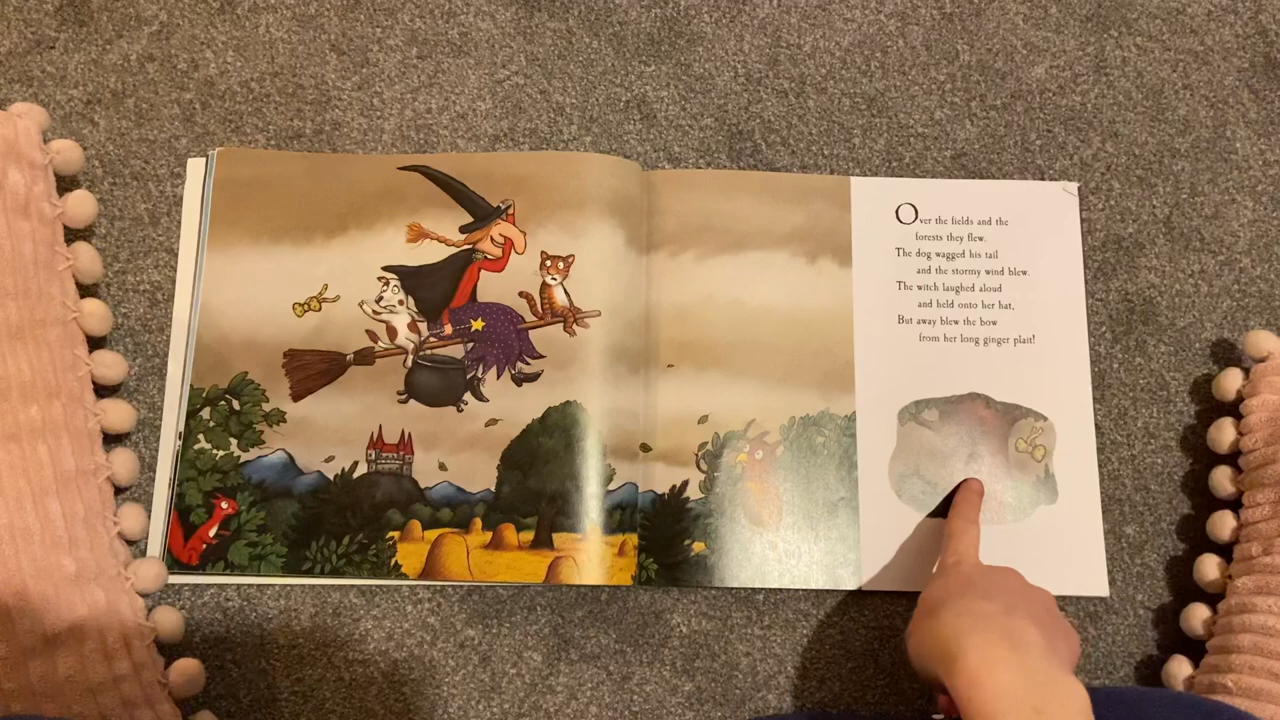 Over the fields and the
forests they flew.
The dog wagged his tail
and the stormy wind blew.
The witch laughed aloud
and held onto her hat,
But away blew the bow
from her long ginger plait!